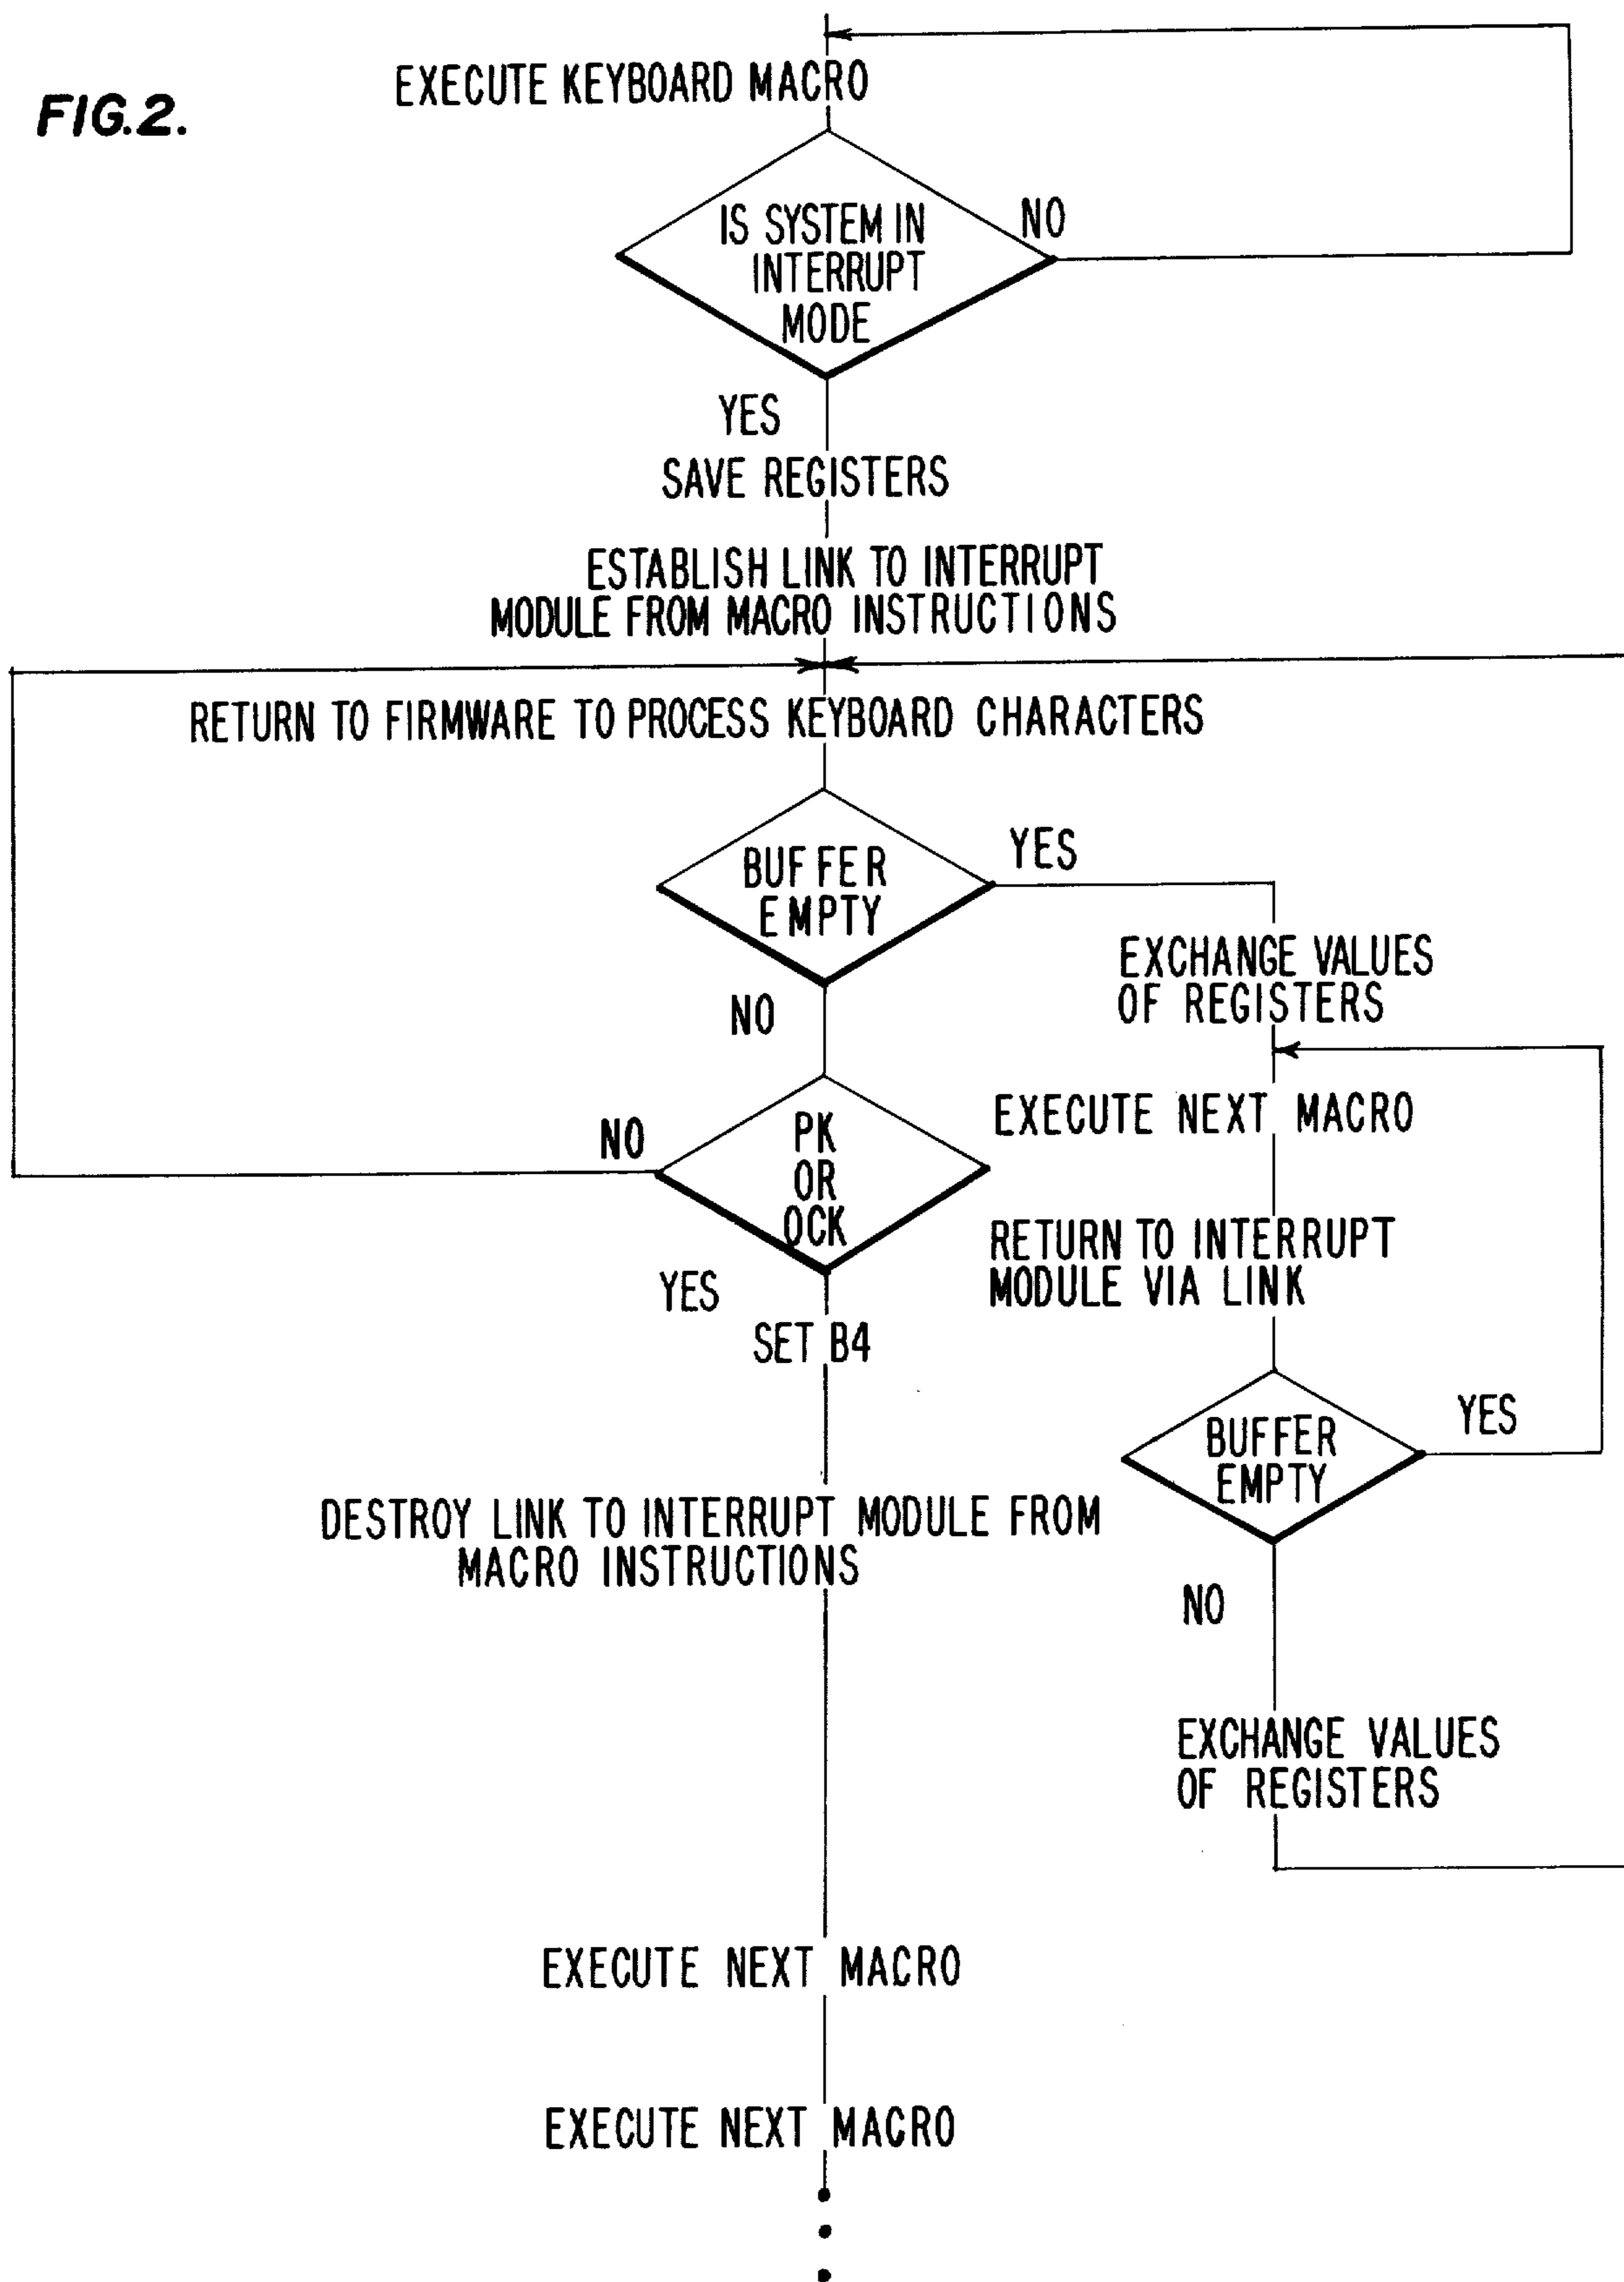 FIG.2.
EXECUTE KEYBOARD MACRO
IS SYSTEM IN
INTERRUPT
MODE
NO
YES
SAVE REGISTERS
ESTABLISH LINK TO INTERRUPT
MODULE FROM MACRO INSTRUCTIONS
RETURN TO FIRMWARE TO PROCESS KEYBOARD CHARACTERS
BUFFER
EMPTY
YES
NO
EXCHANGE VALUES
OF REGISTERS
EXECUTE NEXT MACRO
NO
PK
OR
OCK
RETURN TO INTERRUPT
MODULE VIA LINK
YES
SET B4
BUFFER
EMPTY
YES
DESTROY LINK TO INTERRUPT MODULE FROM
MACRO INSTRUCTIONS
NO
EXCHANGE VALUES
OF REGISTERS
EXECUTE NEXT MACRO
EXECUTE NEXT MACRO